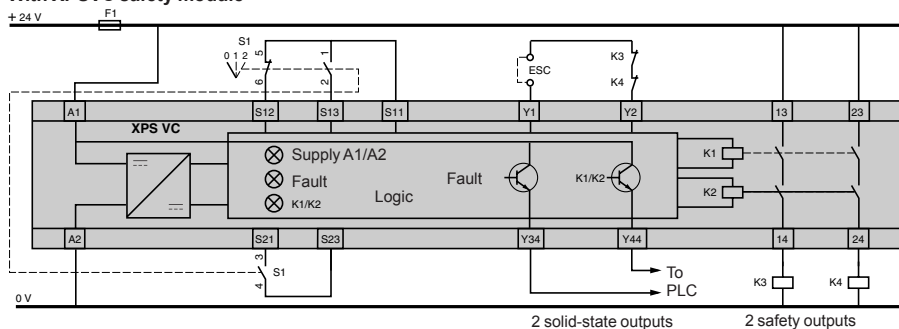 With XPS VC safety module
+ 24 V
F1
S1
0 1 2
5
6
1
2
ESC
K3
K4
A1
S12
S13
S11
Y1
Y2
13
23
XPS VC
Supply A1/A2
Fault
K1/K2
Logic
Fault
K1/K2
K1
K2
A2
S21
S23
Y34
Y44
14
24
3
4
S1
To
PLC
K3
K4
0 V
2 solid-state outputs
2 safety outputs